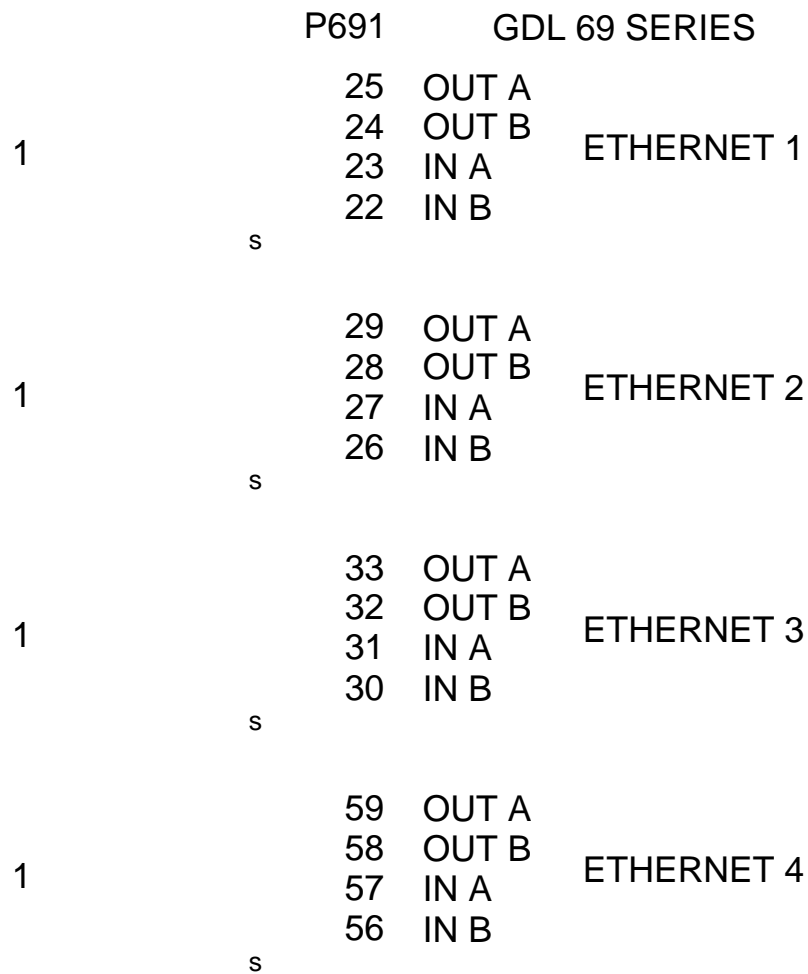 P691 GDL 69 SERIES
25 OUT A
24 OUT B
1 ETHERNET 1
23 IN A
22 IN B
s
29 OUT A
28 OUT B
1 ETHERNET 2
27 IN A
26 IN B
s
33 OUT A
32 OUT B
1 ETHERNET 3
31 IN A
30 IN B
s
59 OUT A
58 OUT B
1 ETHERNET 4
57 IN A
56 IN B
s